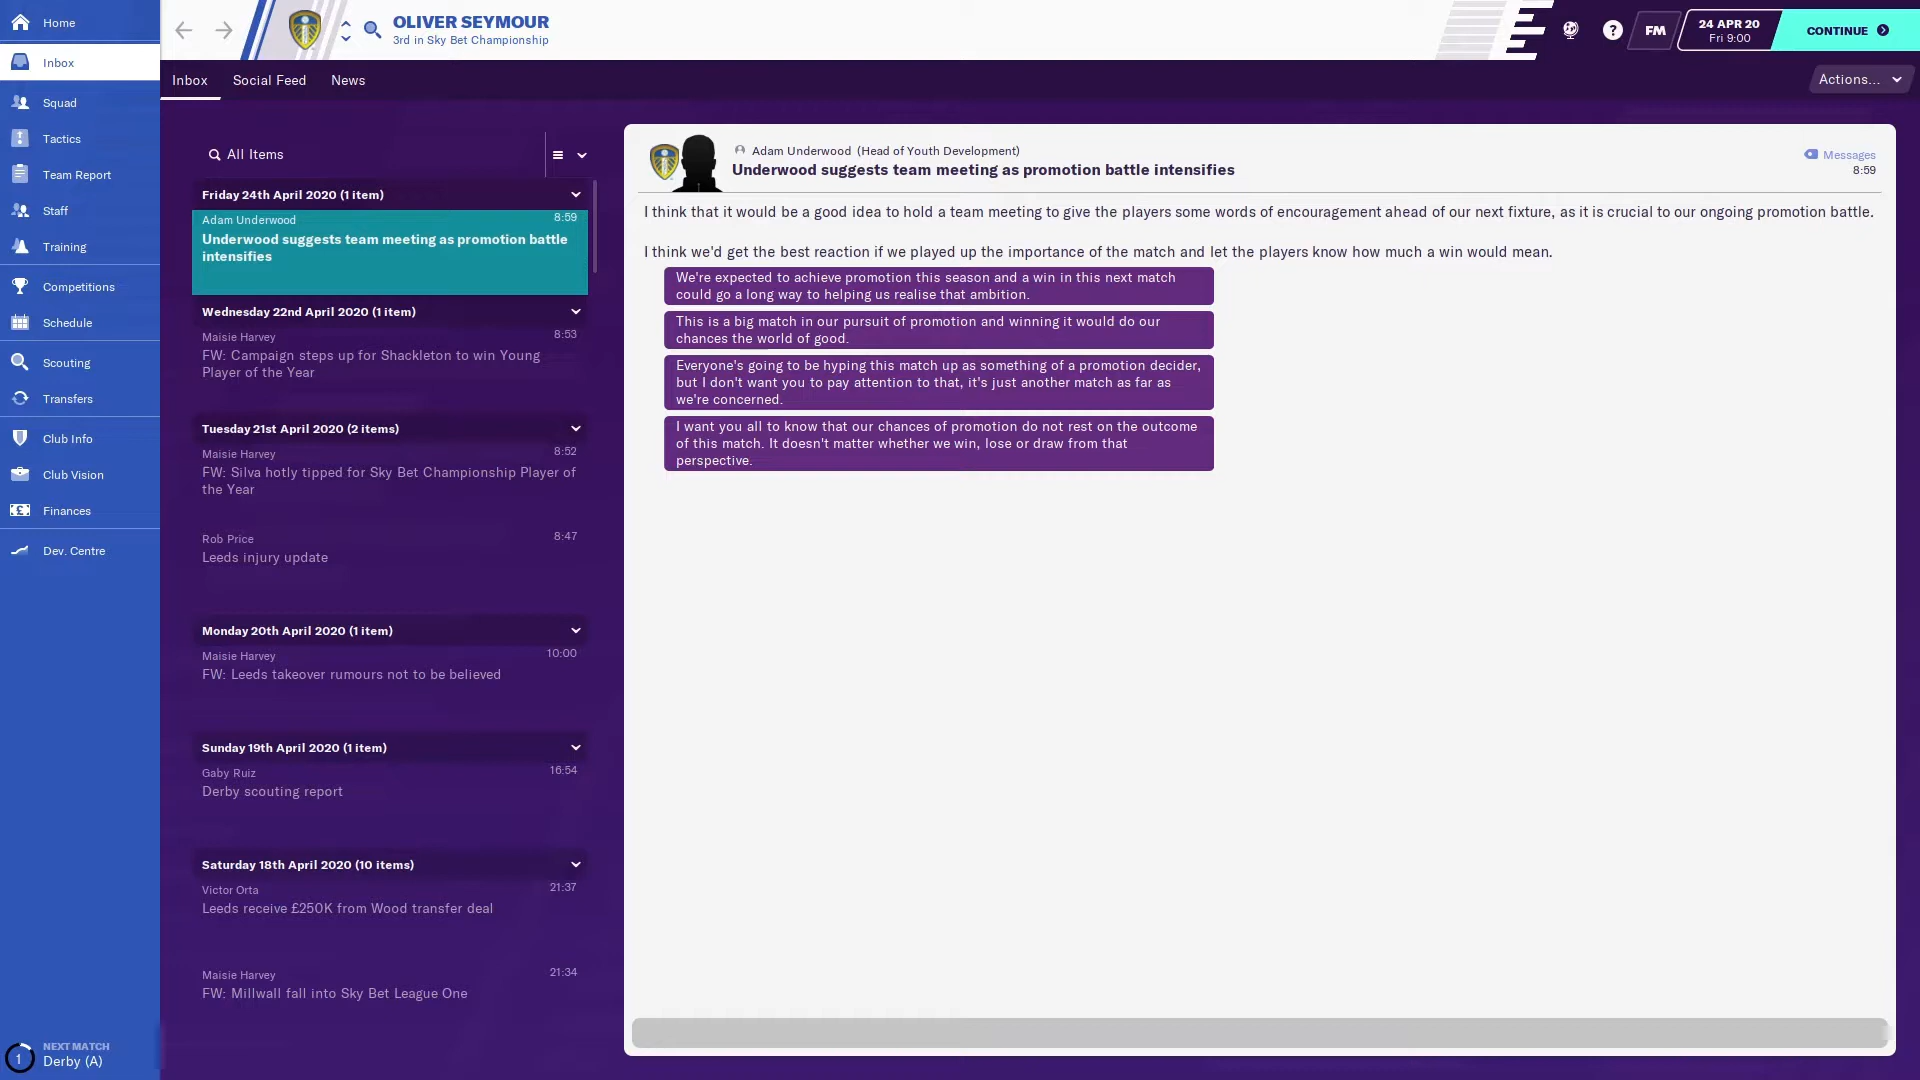 Home
Inbox
Squad
Tactics
Team Report
Staff
Training
Competitions
Schedule
Scouting
Transfers
Club Info
Club Vision
Finances
Dev. Centre
1
NEXT MATCH
Derby (A)
OLIVER SEYMOUR
3rd in Sky Bet Championship
?
FM
24 APR 20
Fri 9:00
CONTINUE
Inbox Social Feed News
Actions...
All Items
Friday 24th April 2020 (1 item)
Adam Underwood 8:59
Underwood suggests team meeting as promotion battle
intensifies
Wednesday 22nd April 2020 (1 item)
Maisie Harvey 8:53
FW: Campaign steps up for Shackleton to win Young
Player of the Year
Tuesday 21st April 2020 (2 items)
Maisie Harvey 8:52
FW: Silva hotly tipped for Sky Bet Championship Player of
the Year
Rob Price 8:47
Leeds injury update
Monday 20th April 2020 (1 item)
Maisie Harvey 10:00
FW: Leeds takeover rumours not to be believed
Sunday 19th April 2020 (1 item)
Gaby Ruiz 16:54
Derby scouting report
Saturday 18th April 2020 (10 items)
Victor Orta 21:37
Leeds receive £250K from Wood transfer deal
Maisie Harvey 21:34
FW: Millwall fall into Sky Bet League One
Adam Underwood (Head of Youth Development)
Underwood suggests team meeting as promotion battle intensifies
Messages
8:59
I think that it would be a good idea to hold a team meeting to give the players some words of encouragement ahead of our next fixture, as it is crucial to our ongoing promotion battle.
I think we'd get the best reaction if we played up the importance of the match and let the players know how much a win would mean.
We're expected to achieve promotion this season and a win in this next match
could go a long way to helping us realise that ambition.
This is a big match in our pursuit of promotion and winning it would do our
chances the world of good.
Everyone's going to be hyping this match up as something of a promotion decider,
but I don't want you to pay attention to that, it's just another match as far as
we're concerned.
I want you all to know that our chances of promotion do not rest on the outcome
of this match. It doesn't matter whether we win, lose or draw from that
perspective.